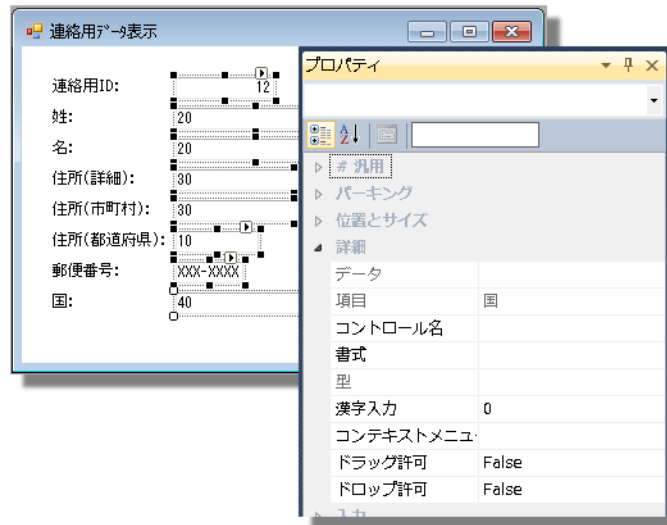 連絡用ﾃﾞｰﾀ表示
連絡用ID:
12
姓:
20
名:
20
住所(詳細):
30
住所(市町村):
30
住所(都道府県):
10
郵便番号:
XXX-XXXX
国:
40
プロパティ
# 汎用
パーキング
位置とサイズ
詳細
データ
項目 国
コントロール名
書式
型
漢字入力 0
コンテキストメニュ
ドラッグ許可 False
ドロップ許可 False
入力